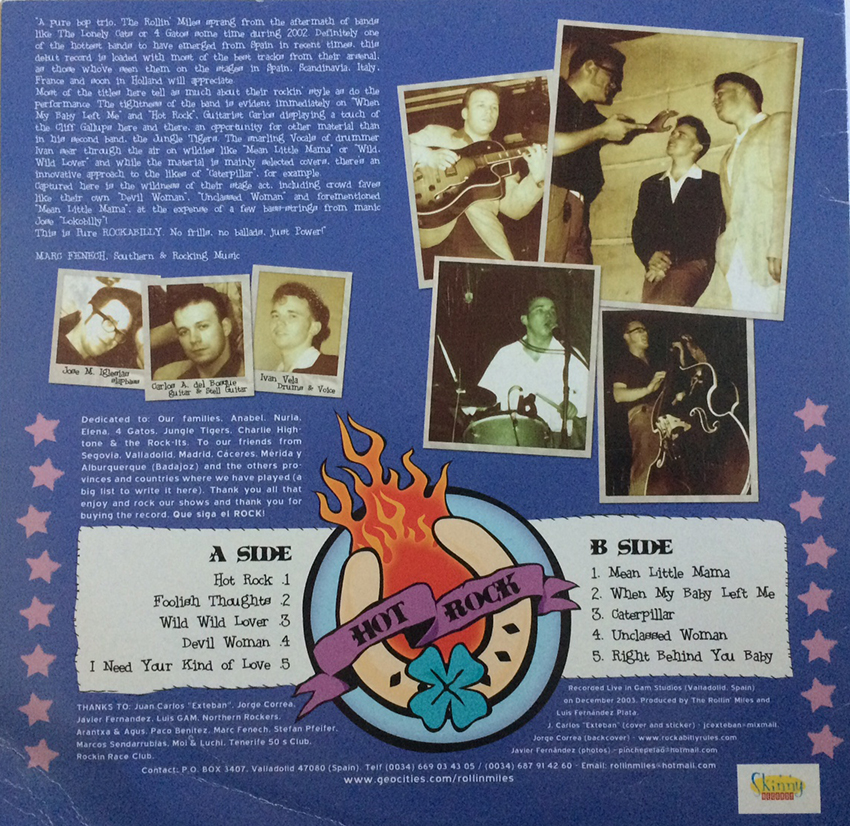 "A pure bop trio, The Rollin' Miles sprang from the aftermath of bands
like The Lonely Cats or 4 Gatos some time during 2002. Definitely one
of the hottest bands to have emerged from Spain in recent times, this
debut record is loaded with most of the best tracks from their arsenal,
as those who've seen them on the stages in Spain, Scandinavia, Italy,
France and soon in Holland will appreciate.
Most of the titles here tell as much about their rockin' style as do the
performance. The tightness of the band is evident immediately on "When
My Baby Left Me" and "Hot Rock". Guitarist Carlos displaying a touch of
the Cliff Gallups here and there, an opportunity for other material than
in his second band, the Jungle Tigers. The snarling Vocals of drummer
Ivan sear through the air on wildies like "Mean Little Mama" or "Wild,
Wild Lover" and while the material is mainly selected covers, there's an
innovative approach to the likes of "Caterpillar", for example.
Captured here is the wildness of their stage act, including crowd faves
like their own "Devil Woman", "Unclassed Woman" and forementioned
"Mean Little Mama", at the expense of a few bass-strings from manic
Jose "Lokobilly"!
This is Pure ROCKABILLY. No frills, no ballads, just Power!"
MARC FENECH, Southern & Rocking Music
Jose M. Iglesias
slapbass
Carlos A. del Bosque
guitar & Stell Guitar
Ivan Vela
Drums & Voice
Dedicated to: Our families, Anabel, Nuria,
Elena, 4 Gatos, Jungle Tigers, Charlie High-
tone & the Rock-Its. To our friends from
Segovia, Valladolid, Madrid, Cáceres, Mérida y
Alburquerque (Badajoz) and the others pro-
vinces and countries where we have played (a
big list to write it here). Thank you all that
enjoy and rock our shows and thank you for
buying the record. Que siga el ROCK!
A SIDE
Hot Rock .1
Foolish Thoughts .2
Wild Wild Lover .3
Devil Woman .4
I Need Your Kind of Love .5
HOT ROCK
B SIDE
1. Mean Little Mama
2. When My Baby Left Me
3. Caterpillar
4. Unclassed Woman
5. Right Behind You Baby
THANKS TO: Juan Carlos "Exteban", Jorge Correa,
Javier Fernandez, Luis GAM, Northern Rockers,
Arantxa & Agus, Paco Benitez, Marc Fenech, Stefan Pfeifer,
Marcos Sendarrubias, Moi & Luchi, Tenerife 50´s Club,
Rockin Race Club.
Recorded Live in Gam Studios (Valladolid, Spain)
on December 2003. Produced by The Rollin' Miles and
Luis Fernández Plata.
J. Carlos "Exteban" (cover and sticker) - jcexteban@mixmail.
Jorge Correa (backcover) - www.rockabillyrules.com
Javier Fernández (photos) - pinchepelao@hotmail.com
Contact: P.O. BOX 3407, Valladolid 47080 (Spain). Telf (0034) 669 03 43 05 / (0034) 687 91 42 60 - Email: rollinmiles@hotmail.com
www.geocities.com/rollinmiles
Skinny
RECORDS